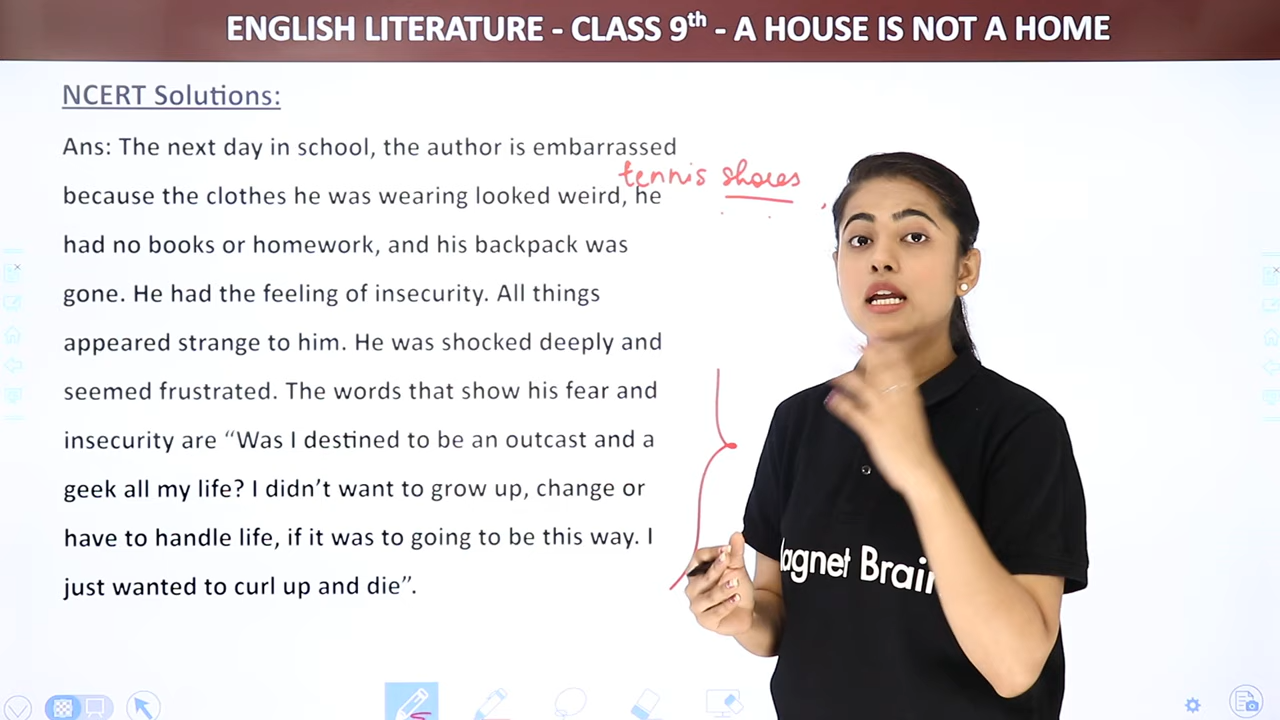 ENGLISH LITERATURE - CLASS 9th - A HOUSE IS NOT A HOME
NCERT Solutions:
Ans: The next day in school, the author is embarrassed
tennis shoes
because the clothes he was wearing looked weird, he
had no books or homework, and his backpack was
gone. He had the feeling of insecurity. All things
appeared strange to him. He was shocked deeply and
seemed frustrated. The words that show his fear and
insecurity are “Was I destined to be an outcast and a
geek all my life? I didn’t want to grow up, change or
have to handle life, if it was to going to be this way. I
just wanted to curl up and die”.
agnet Brain